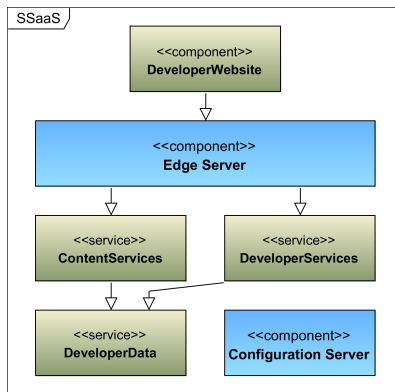 SSaaS
<<component>>
DeveloperWebsite
<<component>>
Edge Server
<<service>>
ContentServices
<<service>>
DeveloperServices
<<service>>
DeveloperData
<<component>>
Configuration Server